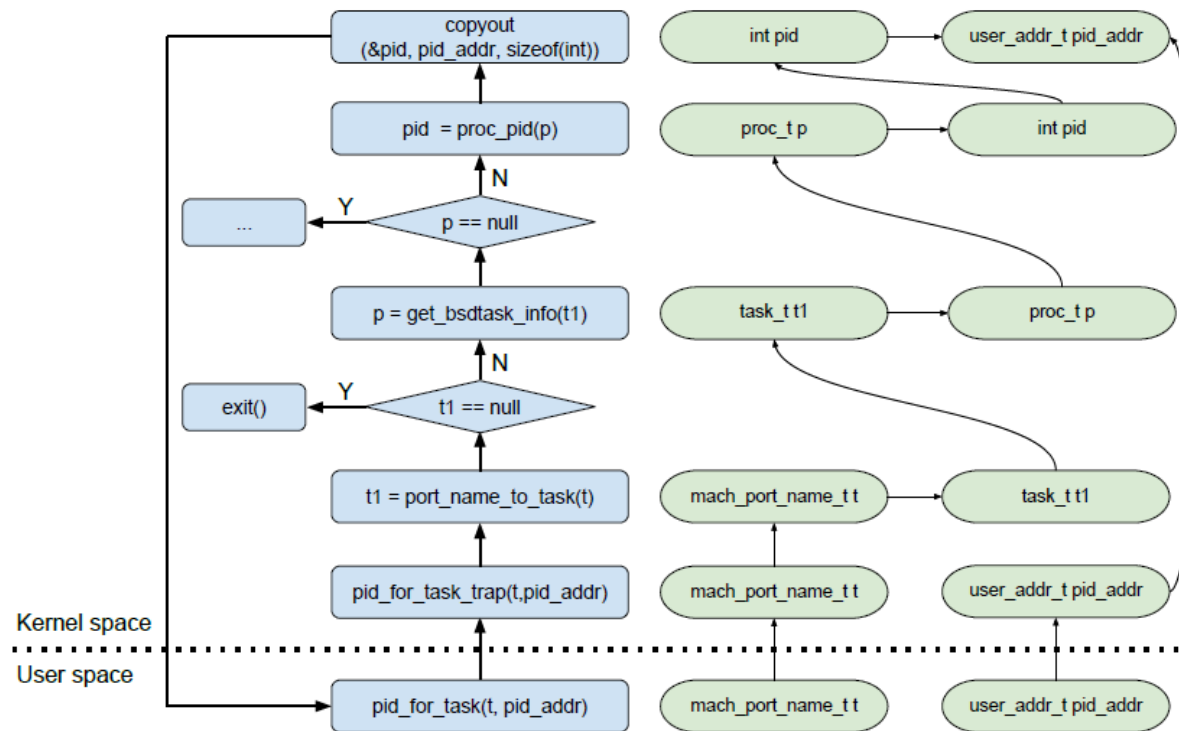 copyout
(&pid, pid_addr, sizeof(int))
int pid
user_addr_t pid_addr
pid  = proc_pid(p)
proc_t p
int pid
N
Y
...
p == null
p = get_bsdtask_info(t1)
task_t t1
proc_t p
N
Y
exit()
t1 == null
t1 = port_name_to_task(t)
mach_port_name_t t
task_t t1
pid_for_task_trap(t,pid_addr)
mach_port_name_t t
user_addr_t pid_addr
Kernel space
User space
pid_for_task(t, pid_addr)
mach_port_name_t t
user_addr_t pid_addr